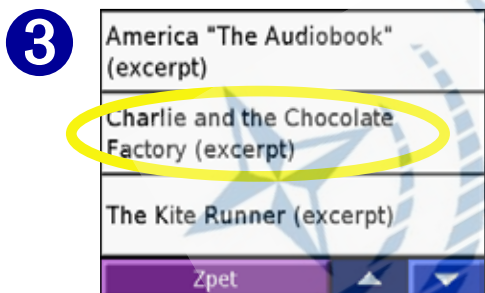 3
America "The Audiobook"
(excerpt)
Charlie and the Chocolate
Factory (excerpt)
The Kite Runner (excerpt)
Zpet